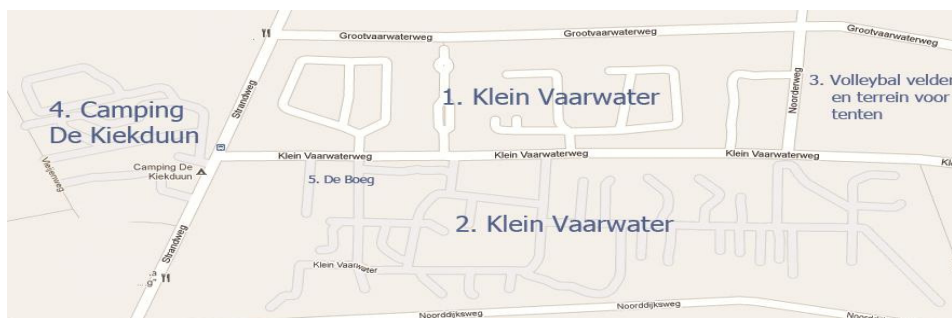 Grootvaarwaterweg
Grootvaarwaterweg
Grootvaarwaterweg
Strandweg
4. Camping
De Kiekduun
1. Klein Vaarwater
Noorderweg
3. Volleybal velden
en terrein voor
tenten
Klein Vaarwaterweg
Klein Vaarwaterweg
Klein Vaarwaterweg
Camping De
Kiekduun
Vleijenweg
5. De Boeg
2. Klein Vaarwater
Strandweg
Klein Vaarwater
Noorddijksweg
Noorddijksweg